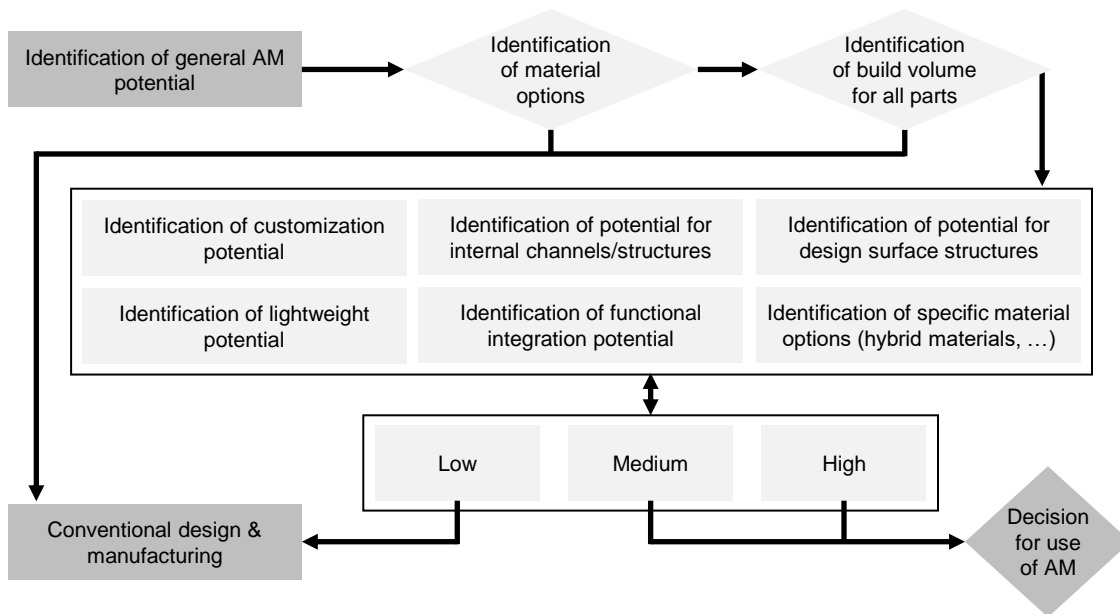 Identification of general AM
potential
Identification
of material
options
Identification
of build volume
for all parts
Identification of customization
potential
Identification of potential for
internal channels/structures
Identification of potential for
design surface structures
Identification of lightweight
potential
Identification of functional
integration potential
Identification of specific material
options (hybrid materials, …)
Low
Medium
High
Conventional design &
manufacturing
Decision
for use
of AM